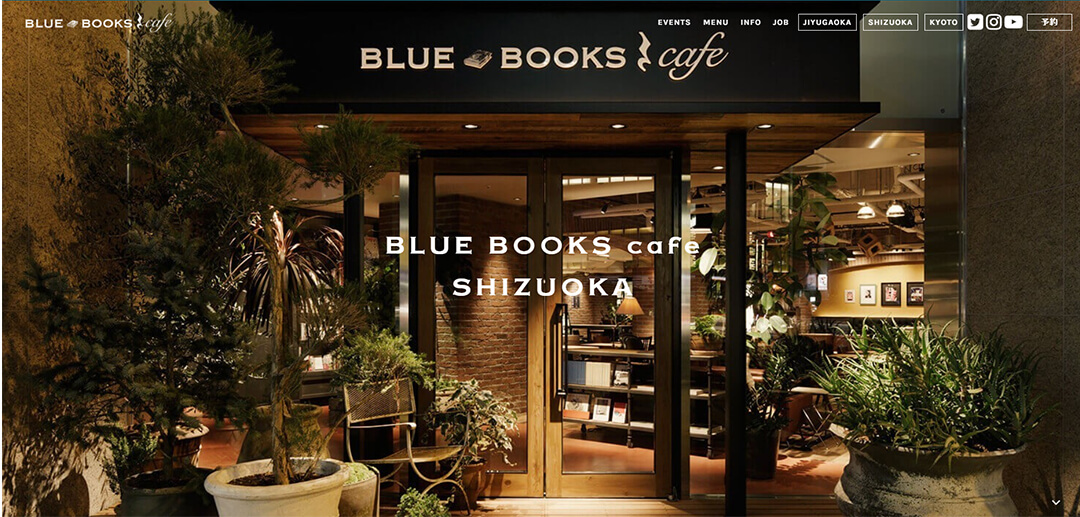 BLUE BOOKS cafe
EVENTS MENU INFO JOB JIYUGAOKA SHIZUOKA KYOTO 予約
BLUE BOOKS cafe
BLUE BOOKS cafe
SHIZUOKA